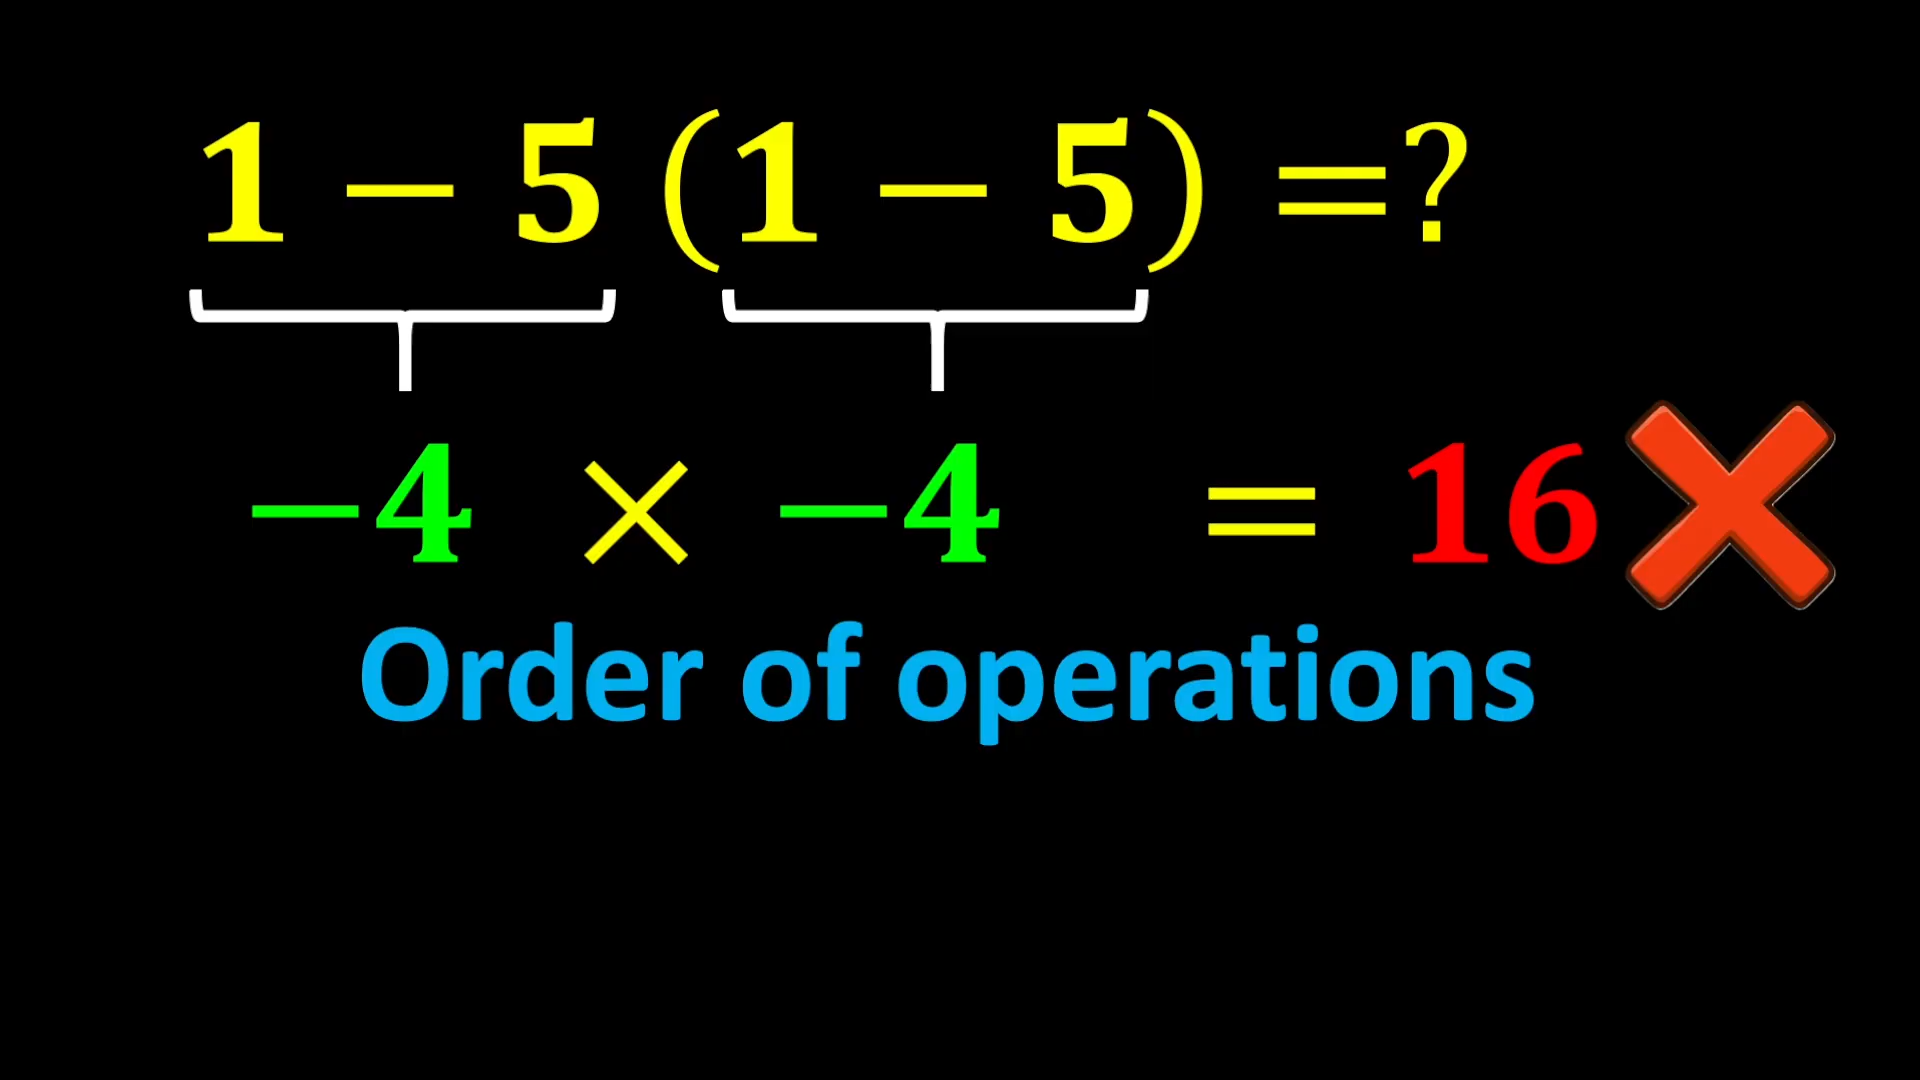 1 − 5 (1 − 5) =?
−4 × −4 = 16
Order of operations